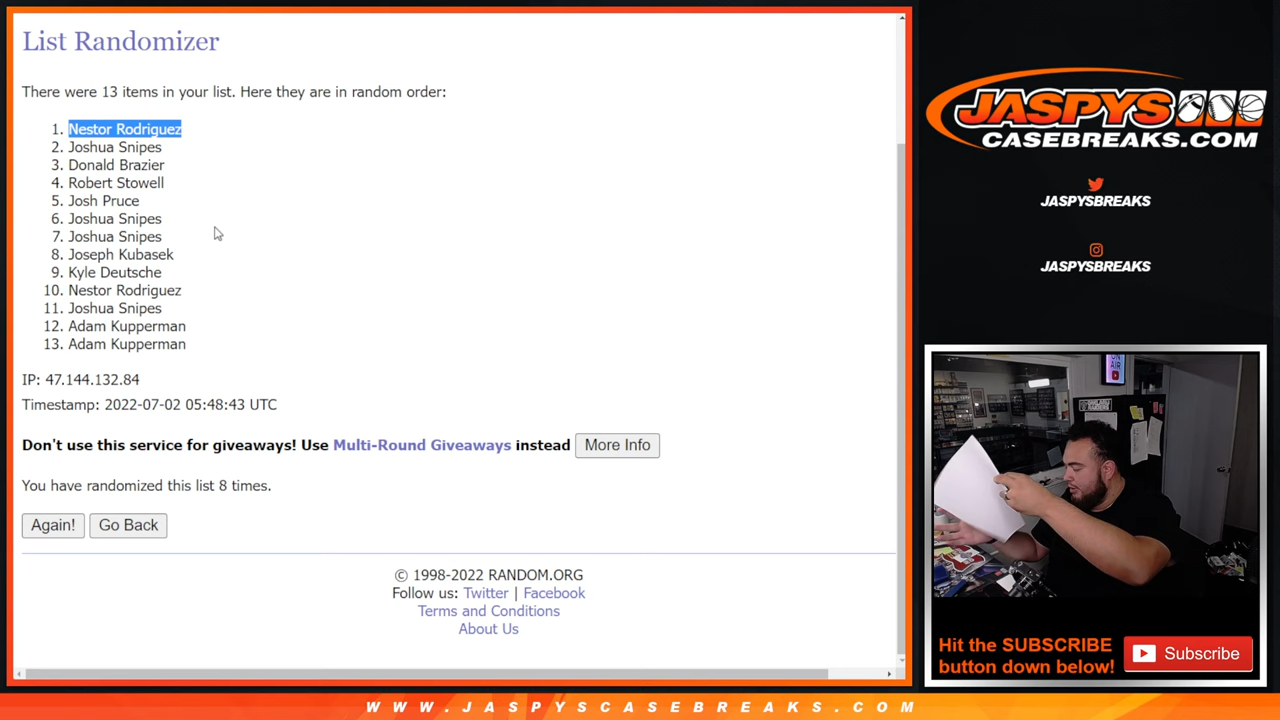 List Randomizer
There were 13 items in your list. Here they are in random order:
1. Nestor Rodriguez
2. Joshua Snipes
3. Donald Brazier
4. Robert Stowell
5. Josh Pruce
6. Joshua Snipes
7. Joshua Snipes
8. Joseph Kubasek
9. Kyle Deutsche
10. Nestor Rodriguez
11. Joshua Snipes
12. Adam Kupperman
13. Adam Kupperman
IP: 47.144.132.84
Timestamp: 2022-07-02 05:48:43 UTC
Don't use this service for giveaways! Use Multi-Round Giveaways instead More Info
You have randomized this list 8 times.
Again! Go Back
© 1998-2022 RANDOM.ORG
Follow us: Twitter | Facebook
Terms and Conditions
About Us
JASPYS
CASEBREAKS.COM
JASPYSBREAKS
JASPYSBREAKS
ON
AIR
Hit the SUBSCRIBE
button down below!
Subscribe
WWW.JASPYSCASEBREAKS.COM